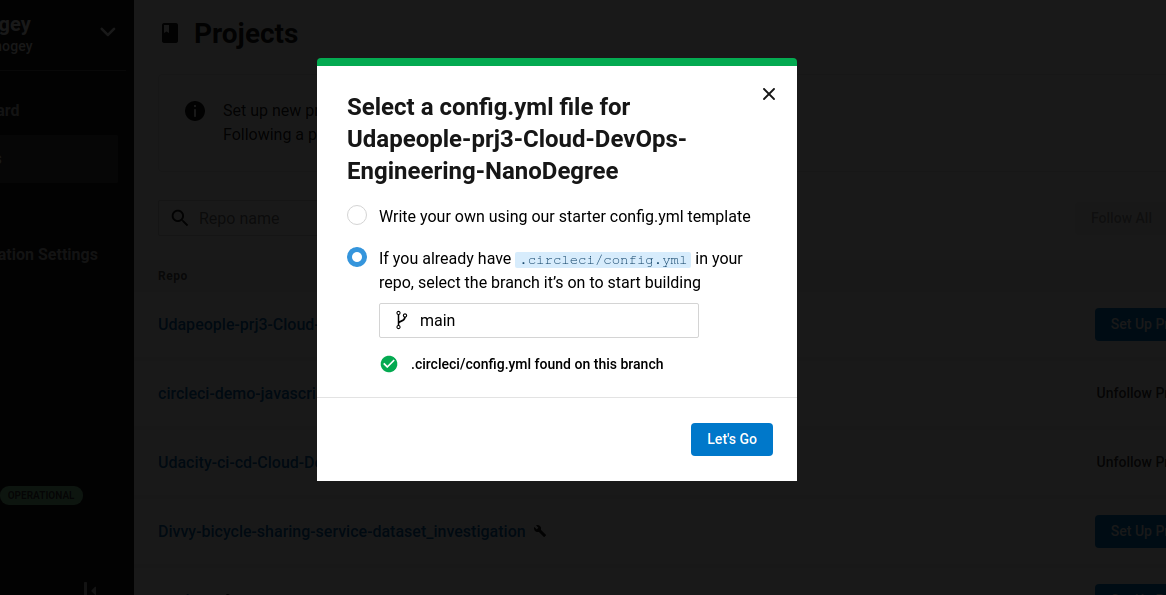 gey
ogey
Projects
Set up new p
Following a p
Select a config.yml file for
Udapeople-prj3-Cloud-DevOps-
Engineering-NanoDegree
Write your own using our starter config.yml template
If you already have .circleci/config.yml in your
repo, select the branch it’s on to start building
main
.circleci/config.yml found on this branch
Let's Go
ard
s
Repo name
Follow All
ation Settings
Repo
Udapeople-prj3-Cloud-
Set Up P
circleci-demo-javascri
Unfollow P
Udacity-ci-cd-Cloud-D
Unfollow P
OPERATIONAL
Divvy-bicycle-sharing-service-dataset_investigation
Set Up P